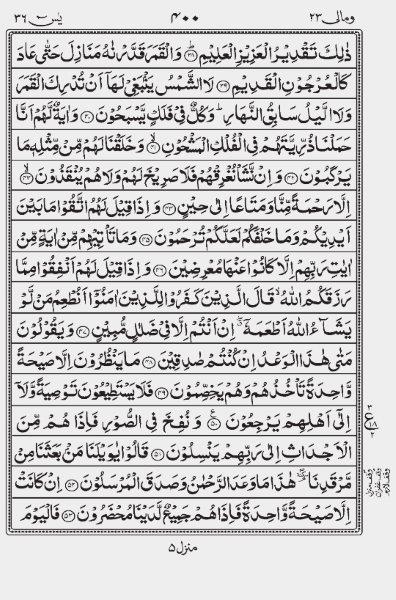 ومالی ۲۳ ۴۰۰ یٰسٓ ۳۶
ذٰلِكَ تَقْدِيْرُ الْعَزِيْزِ الْعَلِيْمِ ﴿۳۸﴾ وَالْقَمَرَ قَدَّرْنٰهُ مَنَازِلَ حَتّٰى عَادَ
كَالْعُرْجُوْنِ الْقَدِيْمِ ﴿۳۹﴾ لَا الشَّمْسُ يَنْۢبَغِىْ لَهَاۤ اَنْ تُدْرِكَ الْقَمَرَ
وَلَا الَّيْلُ سَابِقُ النَّهَارِ ؕ وَكُلٌّ فِىْ فَلَكٍ يَّسْبَحُوْنَ ﴿۴۰﴾ وَاٰيَةٌ لَّهُمْ اَنَّا
حَمَلْنَا ذُرِّيَّتَهُمْ فِى الْفُلْكِ الْمَشْحُوْنِ ﴿۴۱﴾ وَخَلَقْنَا لَهُمْ مِّنْ مِّثْلِهٖ مَا
يَرْكَبُوْنَ ﴿۴۲﴾ وَاِنْ نَّشَاْ نُغْرِقْهُمْ فَلَا صَرِيْخَ لَهُمْ وَلَا هُمْ يُنْقَذُوْنَ ﴿۴۳﴾
اِلَّا رَحْمَةً مِّنَّا وَمَتَاعًا اِلٰى حِيْنٍ ﴿۴۴﴾ وَاِذَا قِيْلَ لَهُمُ اتَّقُوْا مَا بَيْنَ
اَيْدِيْكُمْ وَمَا خَلْفَكُمْ لَعَلَّكُمْ تُرْحَمُوْنَ ﴿۴۵﴾ وَمَا تَاْتِيْهِمْ مِّنْ اٰيَةٍ مِّنْ
اٰيٰتِ رَبِّهِمْ اِلَّا كَانُوْا عَنْهَا مُعْرِضِيْنَ ﴿۴۶﴾ وَاِذَا قِيْلَ لَهُمْ اَنْفِقُوْا مِمَّا
رَزَقَكُمُ اللّٰهُ ۙ قَالَ الَّذِيْنَ كَفَرُوْا لِلَّذِيْنَ اٰمَنُوْۤا اَنُطْعِمُ مَنْ لَّوْ
يَشَآءُ اللّٰهُ اَطْعَمَهٗۤ ۖ اِنْ اَنْتُمْ اِلَّا فِىْ ضَلٰلٍ مُّبِيْنٍ ﴿۴۷﴾ وَيَقُوْلُوْنَ
مَتٰى هٰذَا الْوَعْدُ اِنْ كُنْتُمْ صٰدِقِيْنَ ﴿۴۸﴾ مَا يَنْظُرُوْنَ اِلَّا صَيْحَةً
وَّاحِدَةً تَاْخُذُهُمْ وَهُمْ يَخِصِّمُوْنَ ﴿۴۹﴾ فَلَا يَسْتَطِيْعُوْنَ تَوْصِيَةً وَّلَاۤ
اِلٰۤى اَهْلِهِمْ يَرْجِعُوْنَ ﴿۵۰﴾ وَنُفِخَ فِى الصُّوْرِ فَاِذَا هُمْ مِّنَ
الْاَجْدَاثِ اِلٰى رَبِّهِمْ يَنْسِلُوْنَ ﴿۵۱﴾ قَالُوْا يٰوَيْلَنَا مَنْۢ بَعَثَنَا مِنْ
مَّرْقَدِنَا ؔۘ هٰذَا مَا وَعَدَ الرَّحْمٰنُ وَصَدَقَ الْمُرْسَلُوْنَ ﴿۵۲﴾ اِنْ كَانَتْ
اِلَّا صَيْحَةً وَّاحِدَةً فَاِذَا هُمْ جَمِيْعٌ لَّدَيْنَا مُحْضَرُوْنَ ﴿۵۳﴾ فَالْيَوْمَ
۳
ع
۱۸
۲
منزل ۵